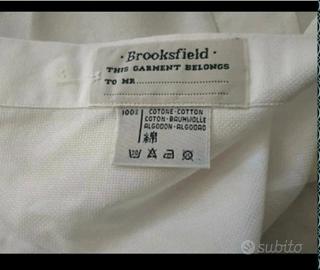 · Brooksfield ·
THIS GARMENT BELONGS
TO MR
100%
COTONE-COTTON
COTON-BAUMWOLLE
ALGODON-ALGODAO
綿
subito